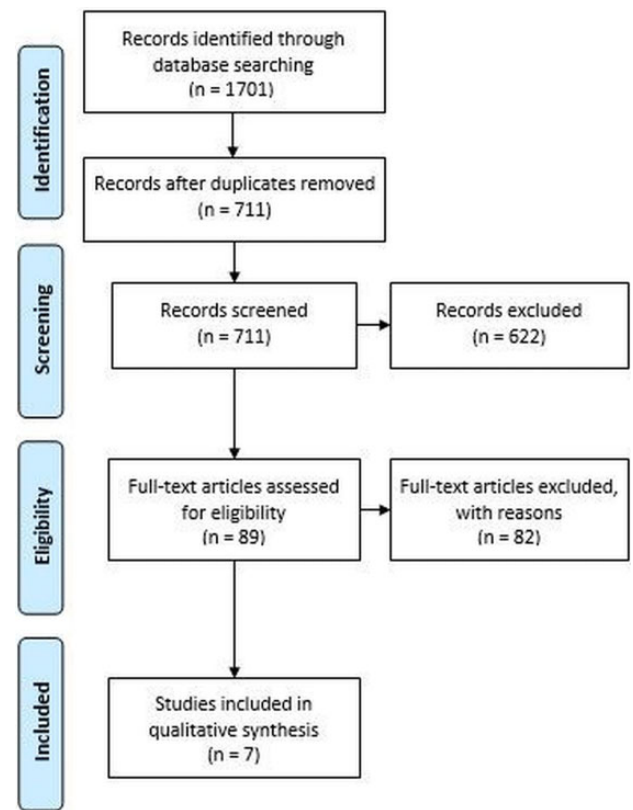 Identification
Records identified through
database searching
(n = 1701)
Records after duplicates removed
(n = 711)
Screening
Records screened
(n = 711)
Records excluded
(n = 622)
Eligibility
Full-text articles assessed
for eligibility
(n = 89)
Full-text articles excluded,
with reasons
(n = 82)
Included
Studies included in
qualitative synthesis
(n = 7)